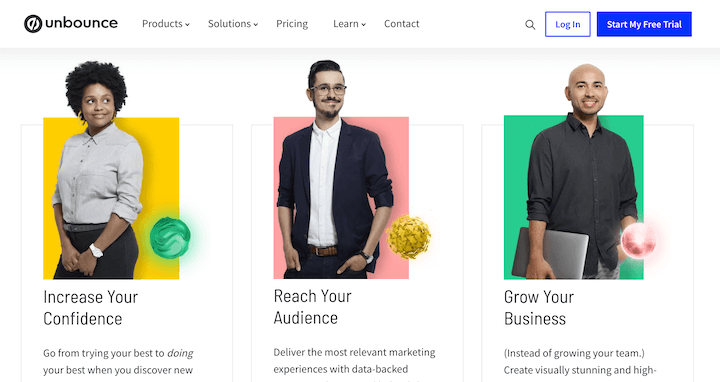 unbounce
Products Solutions Pricing Learn Contact
Log In
Start My Free Trial
Increase Your
Confidence
Go from trying your best to doing
your best when you discover new
Reach Your
Audience
Deliver the most relevant marketing
experiences with data-backed
Grow Your
Business
(Instead of growing your team.)
Create visually stunning and high-